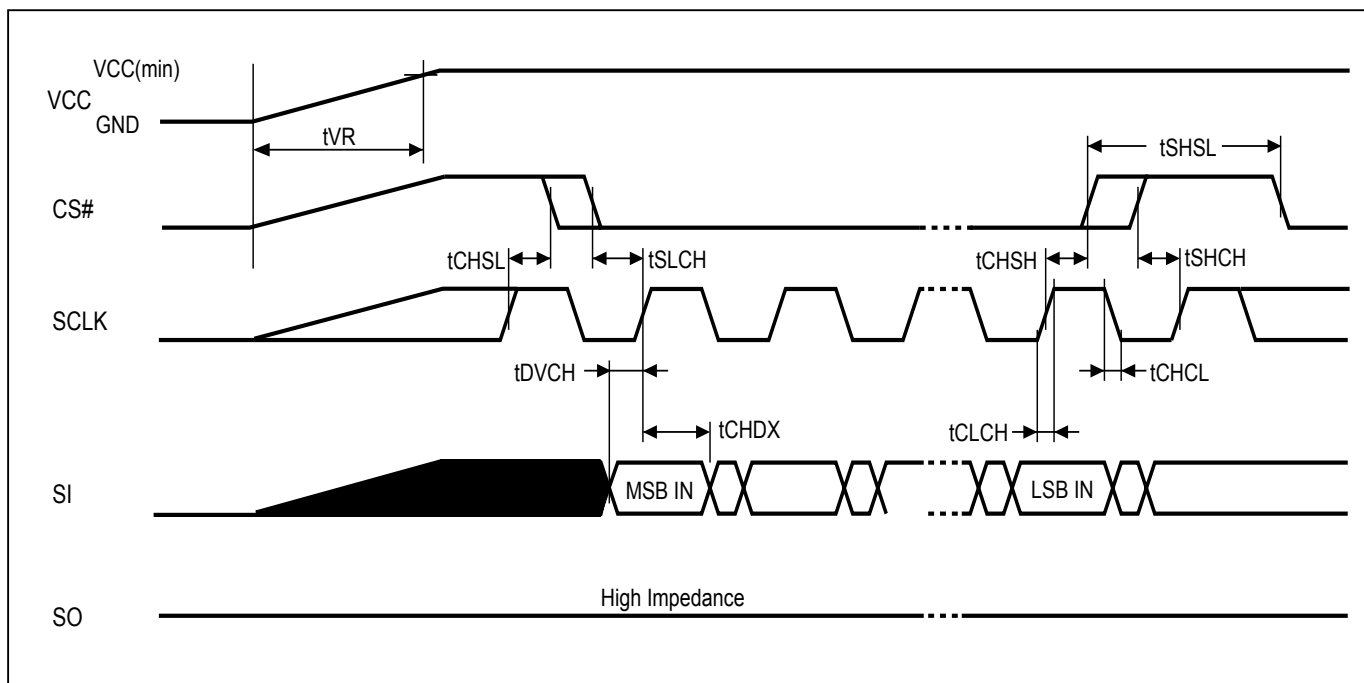 VCC(min)
VCC
GND
tVR
tSHSL
CS#
tCHSL
tSLCH
tCHSH
tSHCH
SCLK
tDVCH
tCHCL
tCHDX
tCLCH
SI
MSB IN
LSB IN
High Impedance
SO